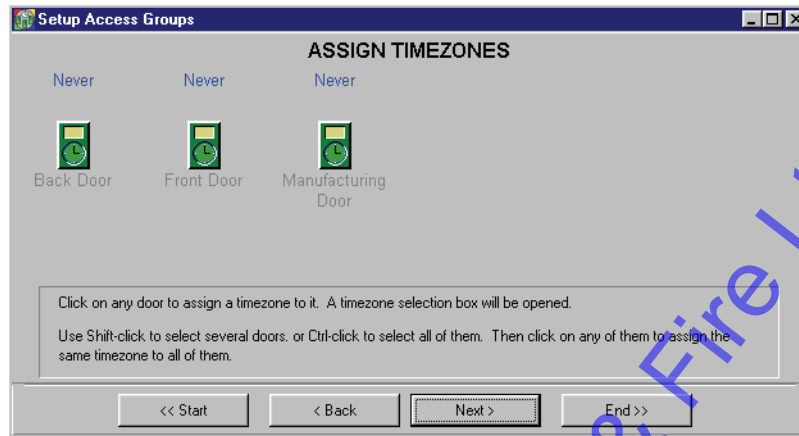 Setup Access Groups
ASSIGN TIMEZONES
Never Never Never
Back Door Front Door Manufacturing
Door
Click on any door to assign a timezone to it. A timezone selection box will be opened.
Use Shift-click to select several doors. or Ctrl-click to select all of them. Then click on any of them to assign the
same timezone to all of them.
<< Start < Back Next > End >>
Fire